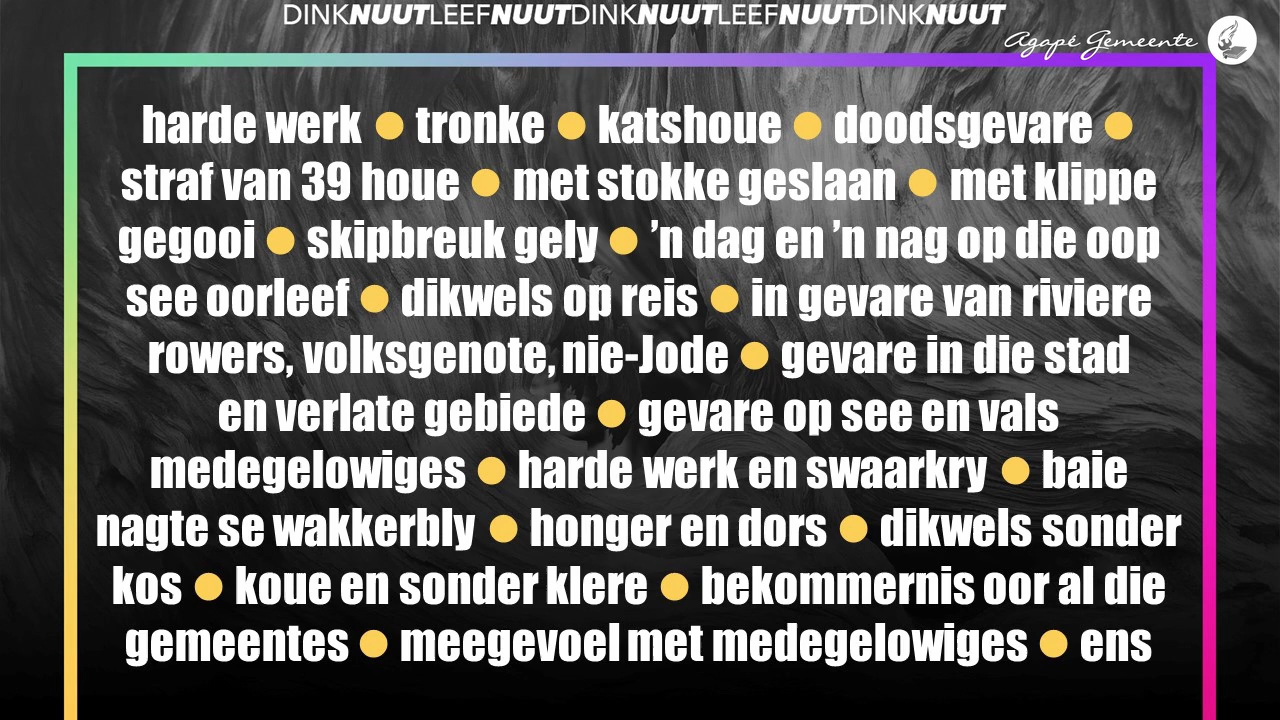 DINKNUUTLEEFNUUTDINKNUUTLEEFNUUTDINKNUUT
Agapé Gemeente
harde werk ● tronke ● katshoue ● doodsgevare ●
straf van 39 houe ● met stokke geslaan ● met klippe
gegooi ● skipbreuk gely ● ’n dag en ’n nag op die oop
see oorleef ● dikwels op reis ● in gevare van riviere
rowers, volksgenote, nie-Jode ● gevare in die stad
en verlate gebiede ● gevare op see en vals
medegelowiges ● harde werk en swaarkry ● baie
nagte se wakkerbly ● honger en dors ● dikwels sonder
kos ● koue en sonder klere ● bekommernis oor al die
gemeentes ● meegevoel met medegelowiges ● ens